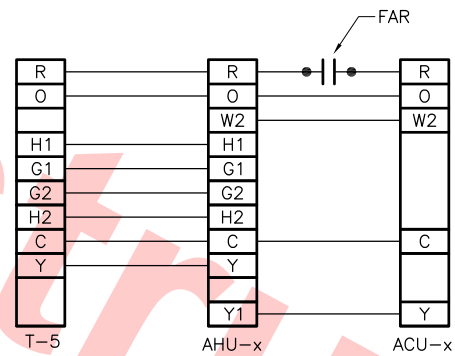 FAR
R R R
O O O
W2 W2
H1 H1
G1 G1
G2 G2
H2 H2
C C C
Y Y
Y1 Y
T-5 AHU-x ACU-x